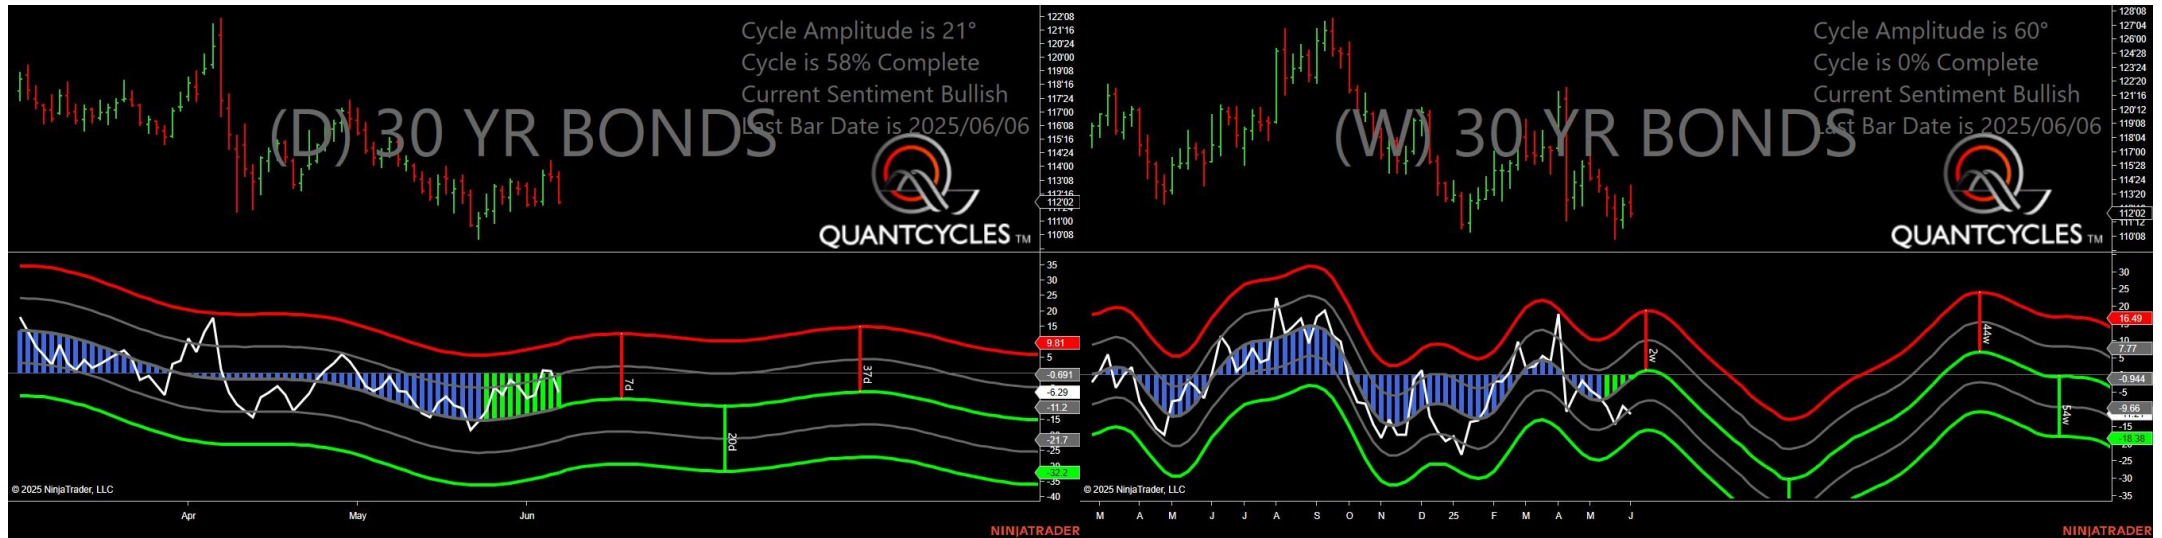 Cycle Amplitude is 21°
Cycle is 58% Complete
Current Sentiment Bullish
Last Bar Date is 2025/06/06
(D) 30 YR BONDS
QUANTCYCLES TM
122'08
121'16
120'24
120'00
119'08
118'16
117'24
117'00
116'08
115'16
114'24
114'00
113'08
112'16
112'02
111'00
110'08
35
30
25
20
15
9.81
5
-0.691
-6.29
-11.2
-15
-21.7
-25
-32.2
-35
-40
7d
20d
37d
© 2025 NinjaTrader, LLC
Apr
May
Jun
NINJATRADER
Cycle Amplitude is 60°
Cycle is 0% Complete
Current Sentiment Bullish
Last Bar Date is 2025/06/06
(W) 30 YR BONDS
QUANTCYCLES TM
128'08
127'04
126'00
124'28
123'24
122'20
121'16
120'12
119'08
118'04
117'00
115'28
114'24
113'20
112'02
111'12
110'08
30
25
20
16.49
10
7.77
5
-0.944
-5
-9.66
-15
-18.38
-25
-30
-35
2w
44w
54w
© 2025 NinjaTrader, LLC
M A M J J A S O N D 25 F M A M J
NINJATRADER